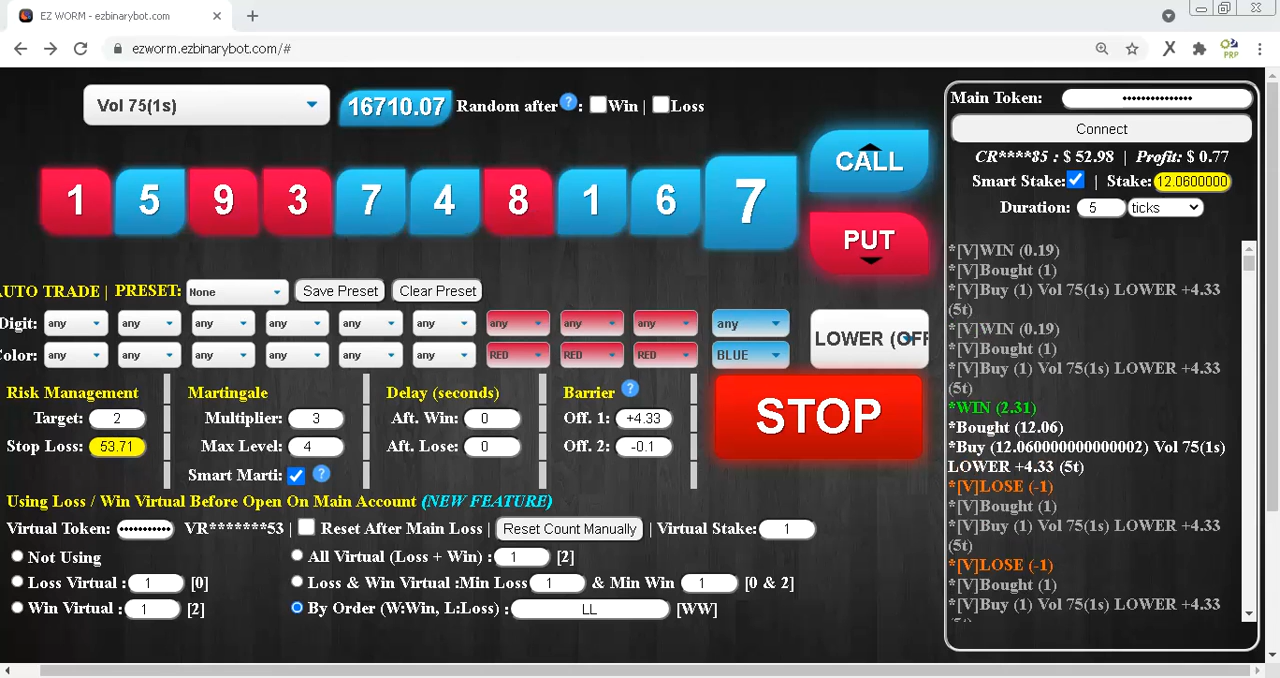 EZ WORM - ezbinarybot.com
ezworm.ezbinarybot.com/#
PRP
Vol 75(1s)
16710.07
Random after ? : Win | Loss
CALL
1 5 9 3 7 4 8 1 6 7
PUT
AUTO TRADE | PRESET: None Save Preset Clear Preset
Digit: any any any any any any any any any any
LOWER (OFF
Color: any any any any any any RED RED RED BLUE
Risk Management Martingale Delay (seconds) Barrier ?
Target: 2 Multiplier: 3 Aft. Win: 0 Off. 1: +4.33
STOP
Stop Loss: 53.71 Max Level: 4 Aft. Lose: 0 Off. 2: -0.1
Smart Marti: ?
Using Loss / Win Virtual Before Open On Main Account (NEW FEATURE)
Virtual Token: ••••••••••• VR*******53 | Reset After Main Loss | Reset Count Manually | Virtual Stake: 1
Not Using All Virtual (Loss + Win) : 1 [2]
Loss Virtual : 1 [0] Loss & Win Virtual :Min Loss 1 & Min Win 1 [0 & 2]
Win Virtual : 1 [2] By Order (W:Win, L:Loss) : LL [WW]
Main Token: •••••••••••••••
Connect
CR****85 : $ 52.98 | Profit: $ 0.77
Smart Stake: | Stake: 12.0600000
Duration: 5 ticks
*[V]WIN (0.19)
*[V]Bought (1)
*[V]Buy (1) Vol 75(1s) LOWER +4.33
(5t)
*[V]WIN (0.19)
*[V]Bought (1)
*[V]Buy (1) Vol 75(1s) LOWER +4.33
(5t)
*WIN (2.31)
*Bought (12.06)
*Buy (12.060000000000002) Vol 75(1s)
LOWER +4.33 (5t)
*[V]LOSE (-1)
*[V]Bought (1)
*[V]Buy (1) Vol 75(1s) LOWER +4.33
(5t)
*[V]LOSE (-1)
*[V]Bought (1)
*[V]Buy (1) Vol 75(1s) LOWER +4.33